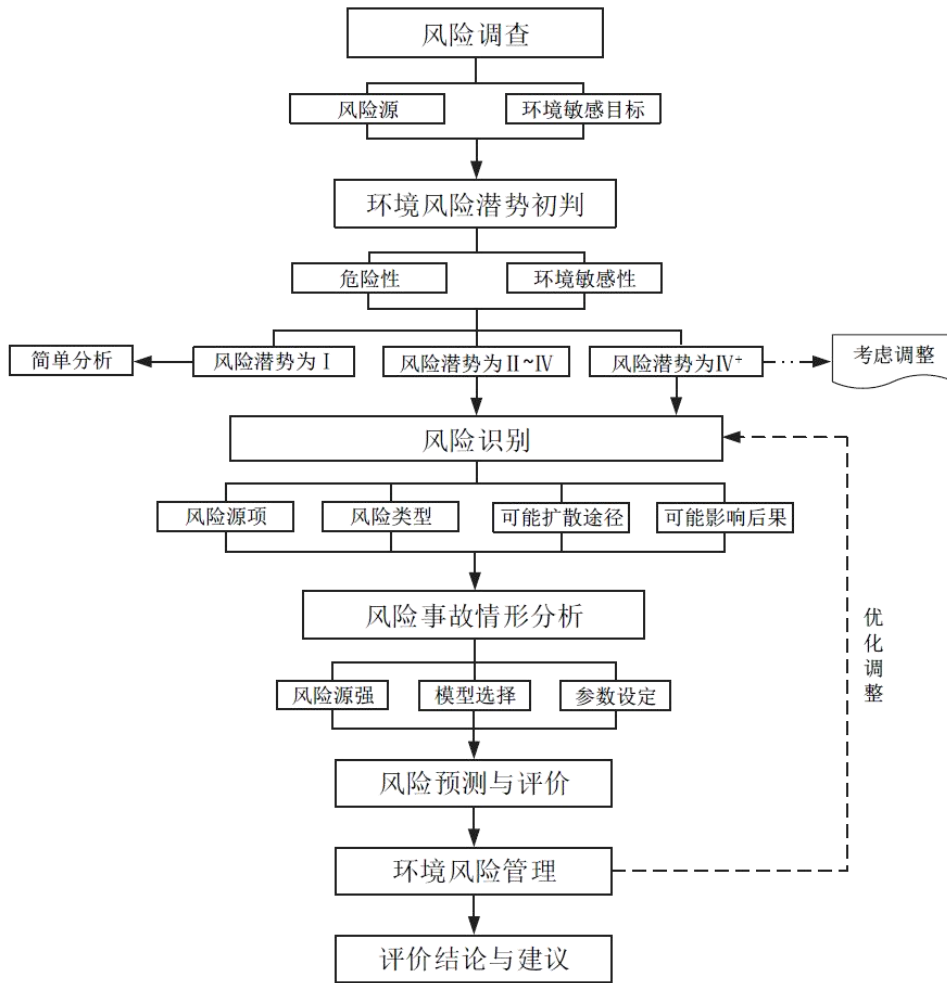 风险调查
风险源
环境敏感目标
环境风险潜势初判
危险性
环境敏感性
简单分析
风险潜势为Ⅰ
风险潜势为Ⅱ~Ⅳ
风险潜势为Ⅳ⁺
考虑调整
风险识别
风险源项
风险类型
可能扩散途径
可能影响后果
风险事故情形分析
风险源强
模型选择
参数设定
优化调整
风险预测与评价
环境风险管理
评价结论与建议